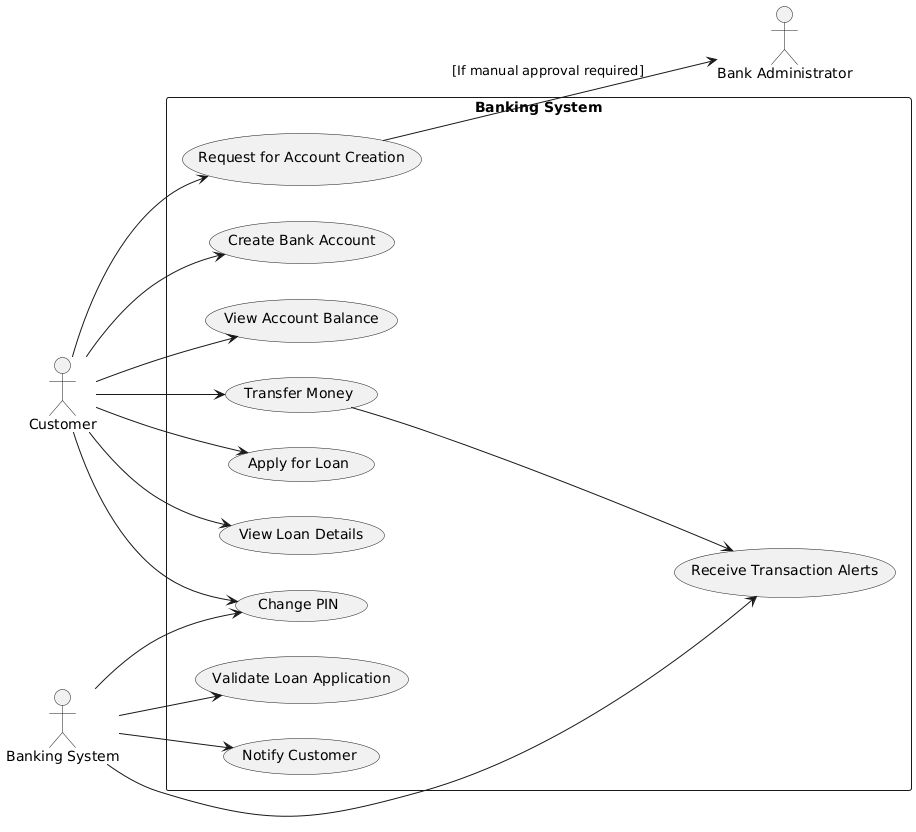 Bank Administrator
[If manual approval required]
Banking System
Request for Account Creation
Create Bank Account
View Account Balance
Transfer Money
Customer
Apply for Loan
View Loan Details
Receive Transaction Alerts
Change PIN
Validate Loan Application
Notify Customer
Banking System